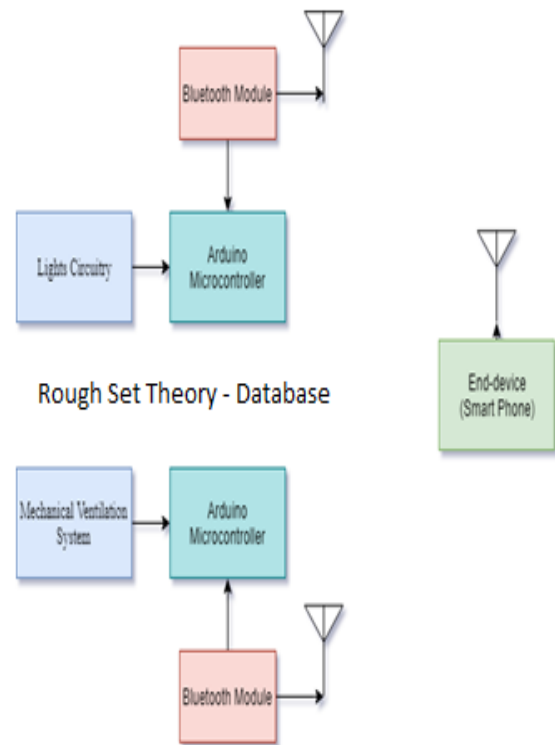 Bluetooth Module
Lights Circuitry
Arduino
Microcontroller
End-device
(Smart Phone)
Rough Set Theory - Database
Mechanical Ventilation
System
Arduino
Microcontroller
Bluetooth Module